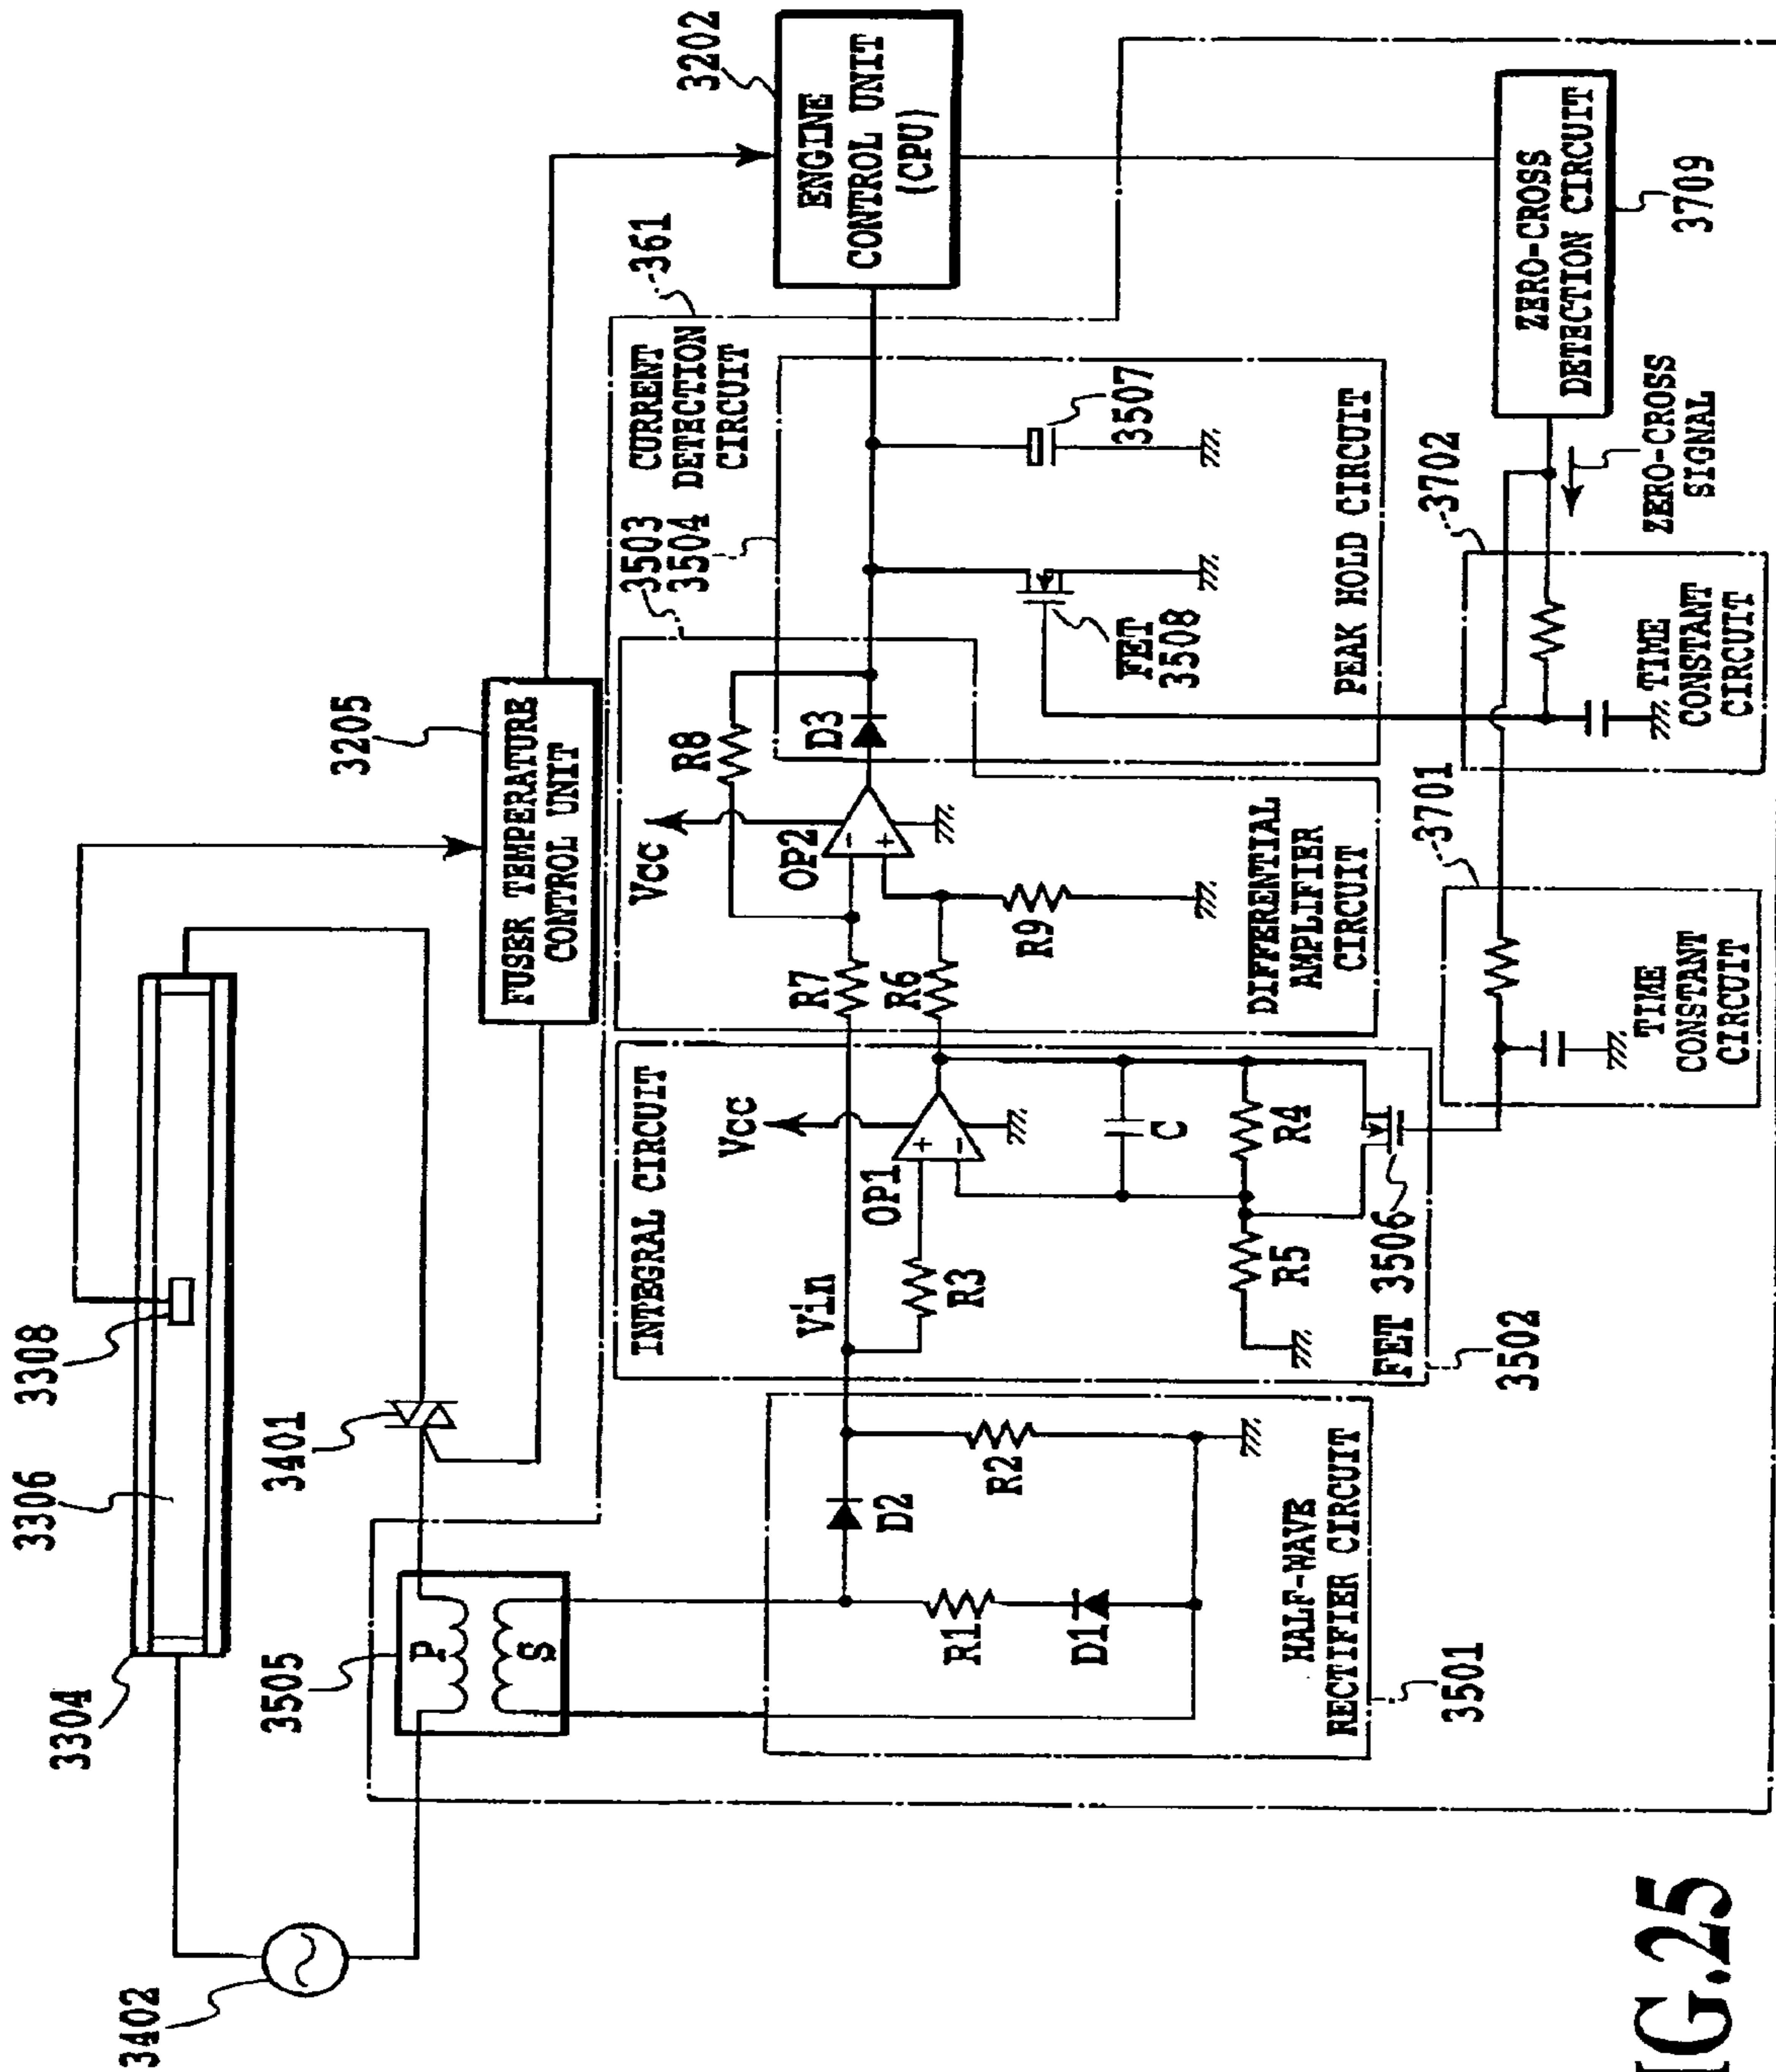 3304
3306
3308
3402
3401
3505
P
S
3205
FUSER TEMPERATURE
CONTROL UNIT
3202
ENGINE
CONTROL UNIT
(CPU)
361
CURRENT
DETECTION
CIRCUIT
3503
3504
INTEGRAL CIRCUIT
Vcc
Vin
OP1
+
-
R3
C
R4
R5
FET 3506
3502
D2
R2
R1
D1
HALF-WAVE
RECTIFIER CIRCUIT
3501
Vcc
R8
OP2
-
+
D3
R7
R6
R9
DIFFERENTIAL
AMPLIFIER
CIRCUIT
FET
3508
3507
PEAK HOLD CIRCUIT
3701
TIME
CONSTANT
CIRCUIT
3702
TIME
CONSTANT
CIRCUIT
ZERO-CROSS
SIGNAL
ZERO-CROSS
DETECTION CIRCUIT
3709
IG.25